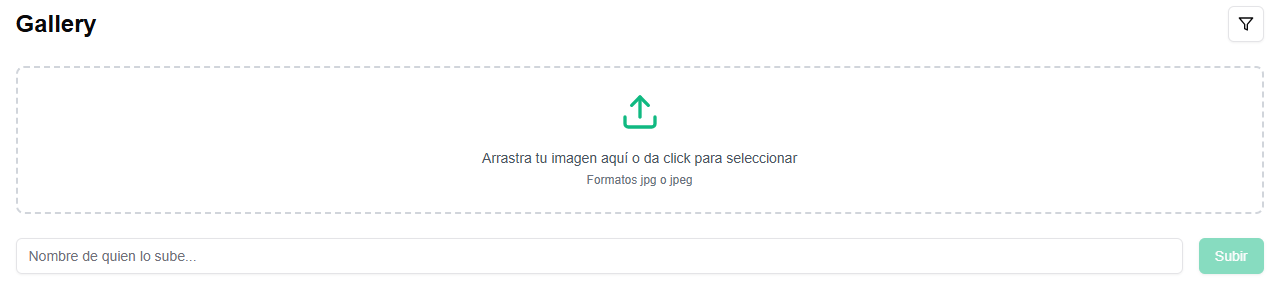 Gallery
Arrastra tu imagen aquí o da click para seleccionar
Formatos jpg o jpeg
Nombre de quien lo sube...
Subir